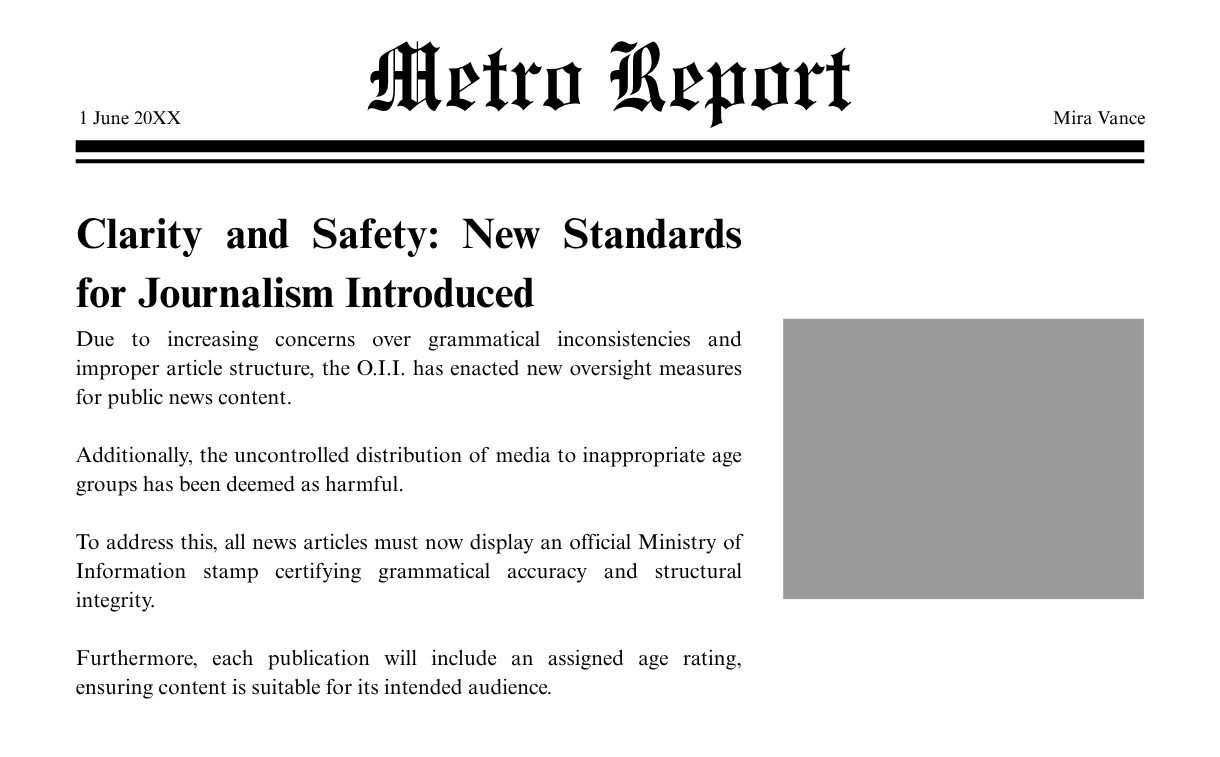 Metro Report
1 June 20XX
Mira Vance
Clarity and Safety: New Standards
for Journalism Introduced
Due to increasing concerns over grammatical inconsistencies and
improper article structure, the O.I.I. has enacted new oversight measures
for public news content.
Additionally, the uncontrolled distribution of media to inappropriate age
groups has been deemed as harmful.
To address this, all news articles must now display an official Ministry of
Information stamp certifying grammatical accuracy and structural
integrity.
Furthermore, each publication will include an assigned age rating,
ensuring content is suitable for its intended audience.